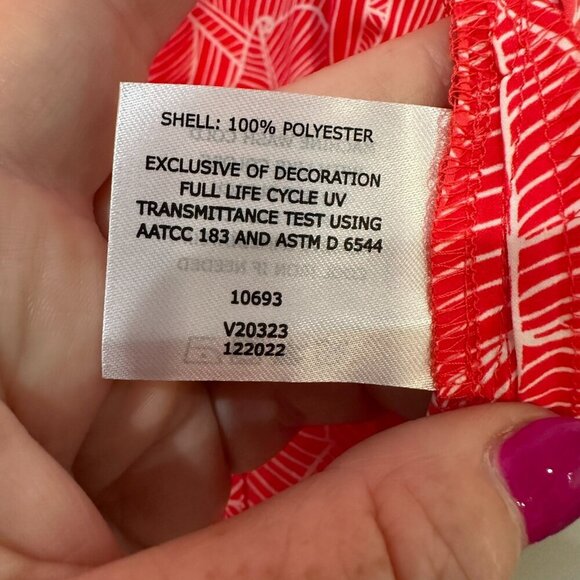 SHELL: 100% POLYESTER
EXCLUSIVE OF DECORATION
FULL LIFE CYCLE UV
TRANSMITTANCE TEST USING
AATCC 183 AND ASTM D 6544
10693
V20323
122022